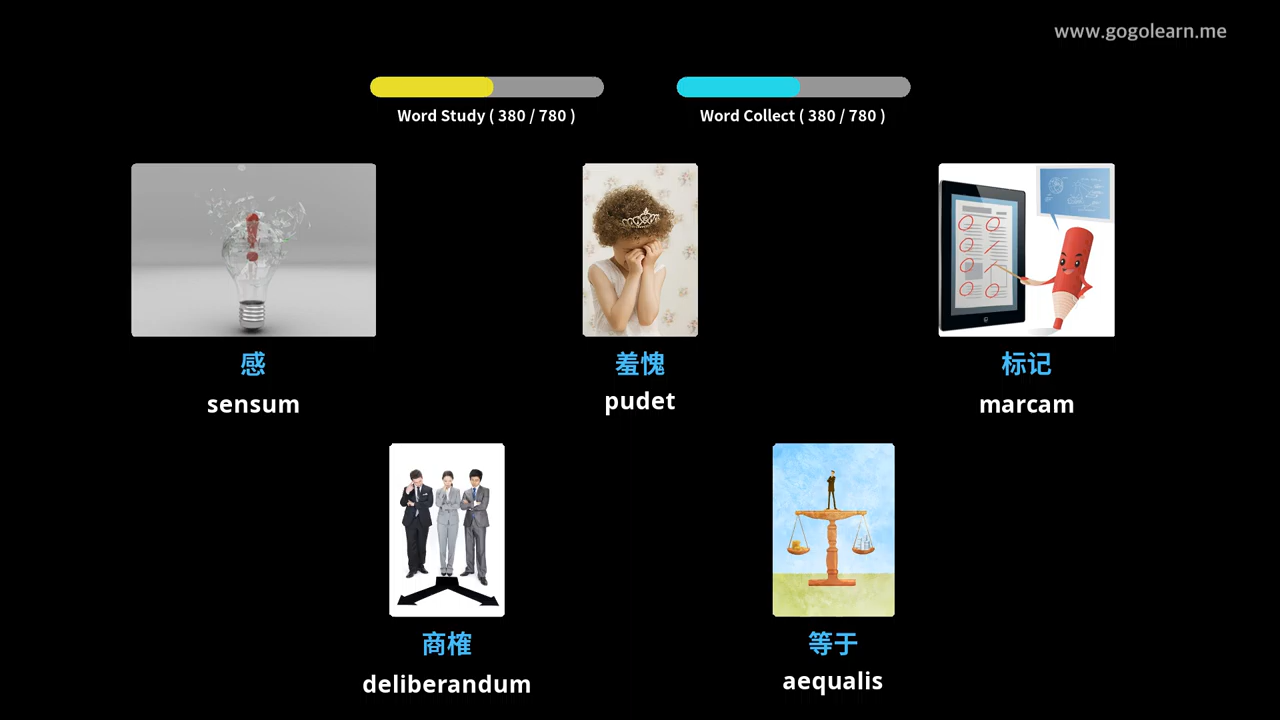 www.gogolearn.me
Word Study ( 380 / 780 )
Word Collect ( 380 / 780 )
感
sensum
羞愧
pudet
标记
marcam
商榷
deliberandum
等于
aequalis